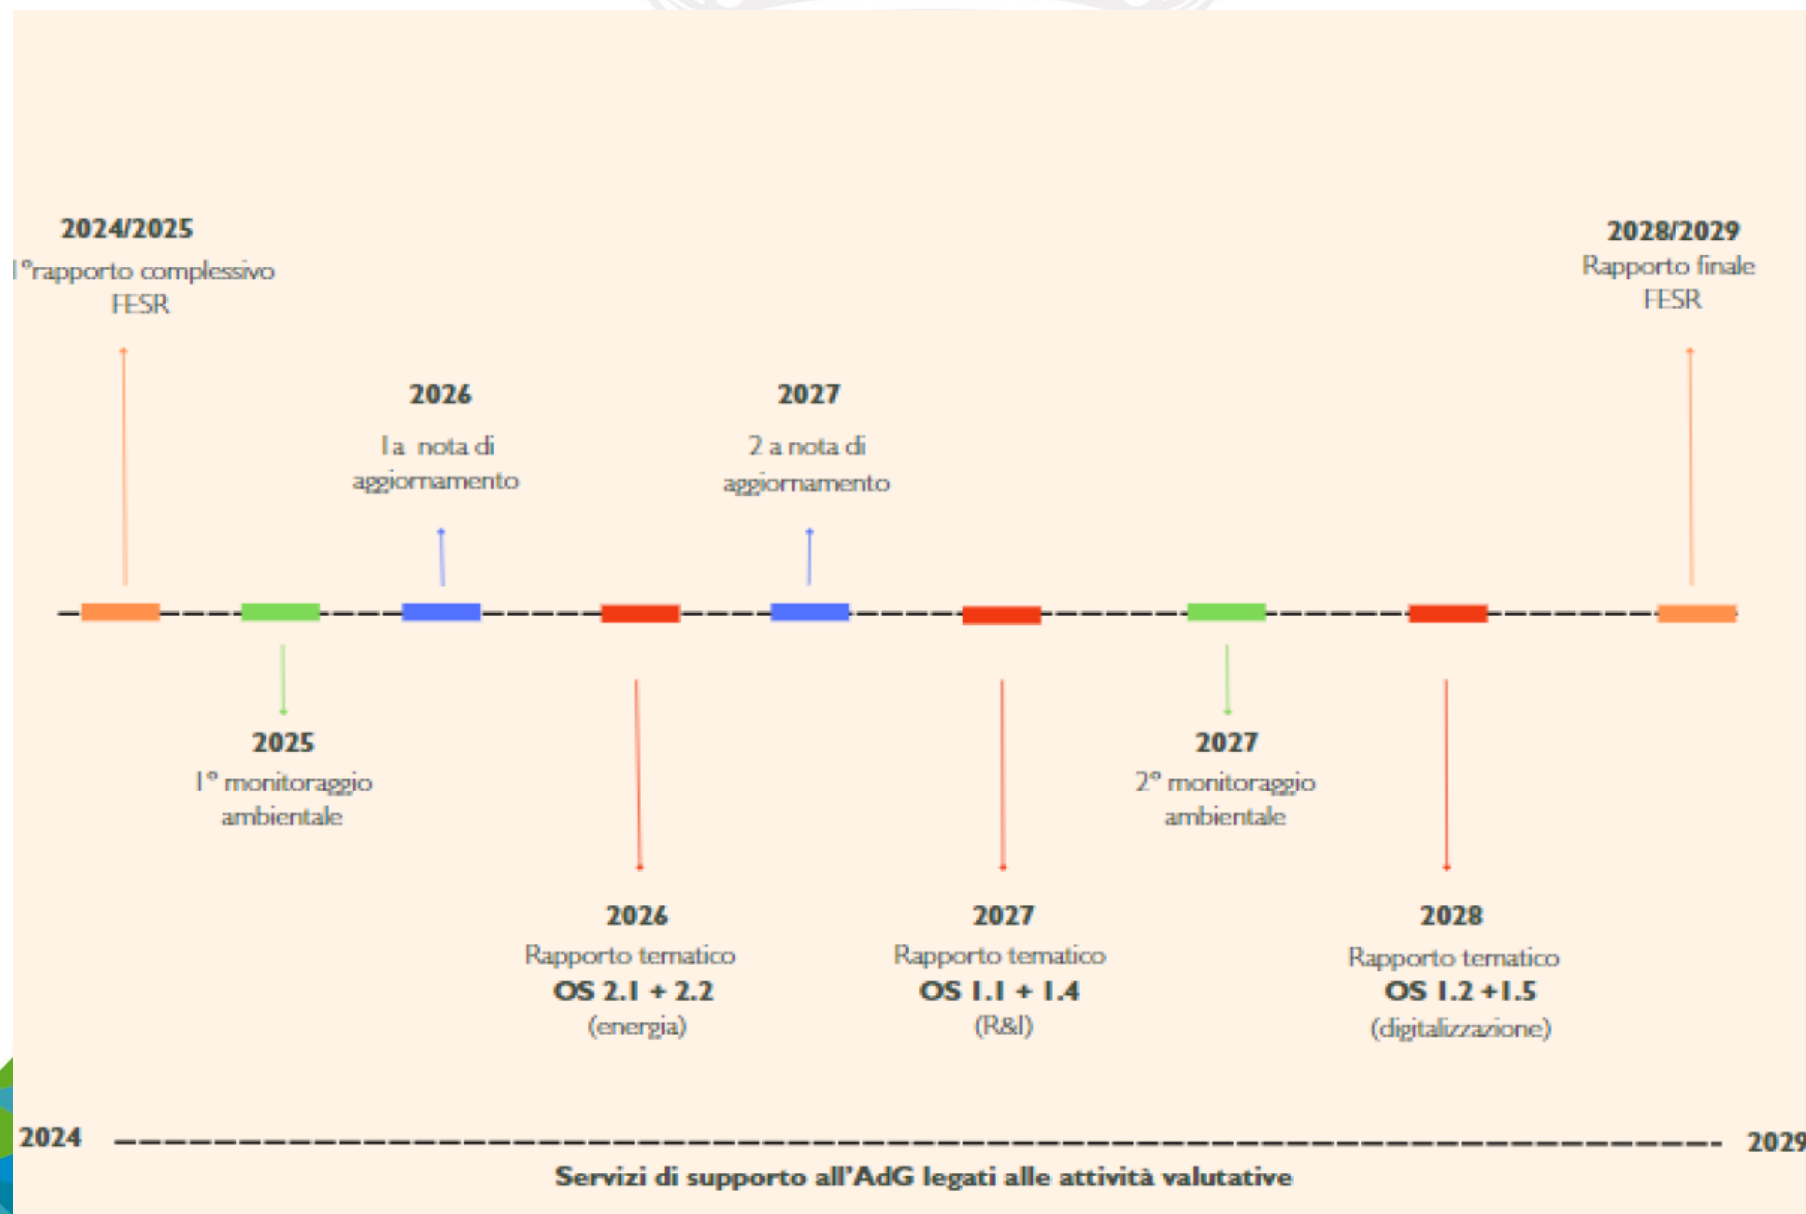 2024/2025
1°rapporto complessivo
FESR
2028/2029
Rapporto finale
FESR
2026
1a nota di
aggiornamento
2027
2 a nota di
aggiornamento
2025
1° monitoraggio
ambientale
2027
2° monitoraggio
ambientale
2026
Rapporto tematico
OS 2.1 + 2.2
(energia)
2027
Rapporto tematico
OS 1.1 + 1.4
(R&I)
2028
Rapporto tematico
OS 1.2 +1.5
(digitalizzazione)
2024
2029
Servizi di supporto all'AdG legati alle attività valutative